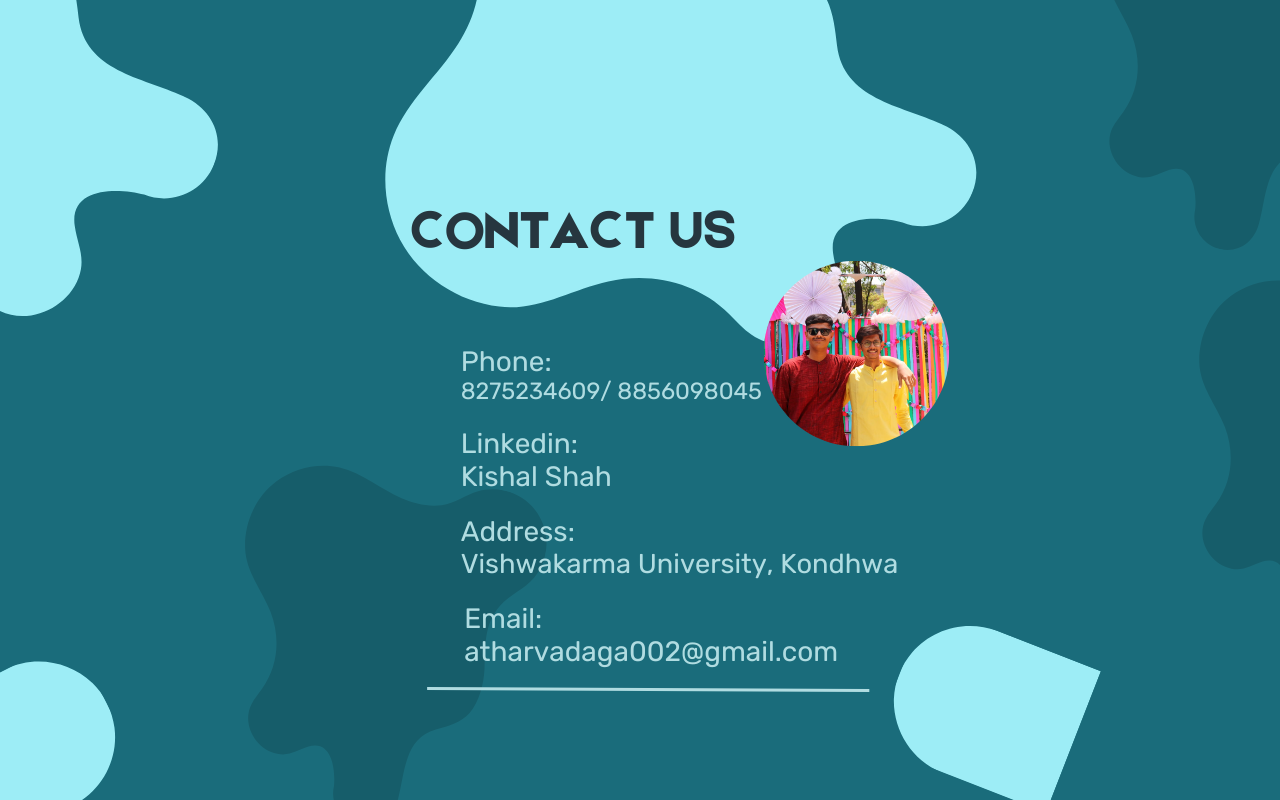 CONTACT US
Phone:
8275234609/ 8856098045
Linkedin:
Kishal Shah
Address:
Vishwakarma University, Kondhwa
Email:
atharvadaga002@gmail.com